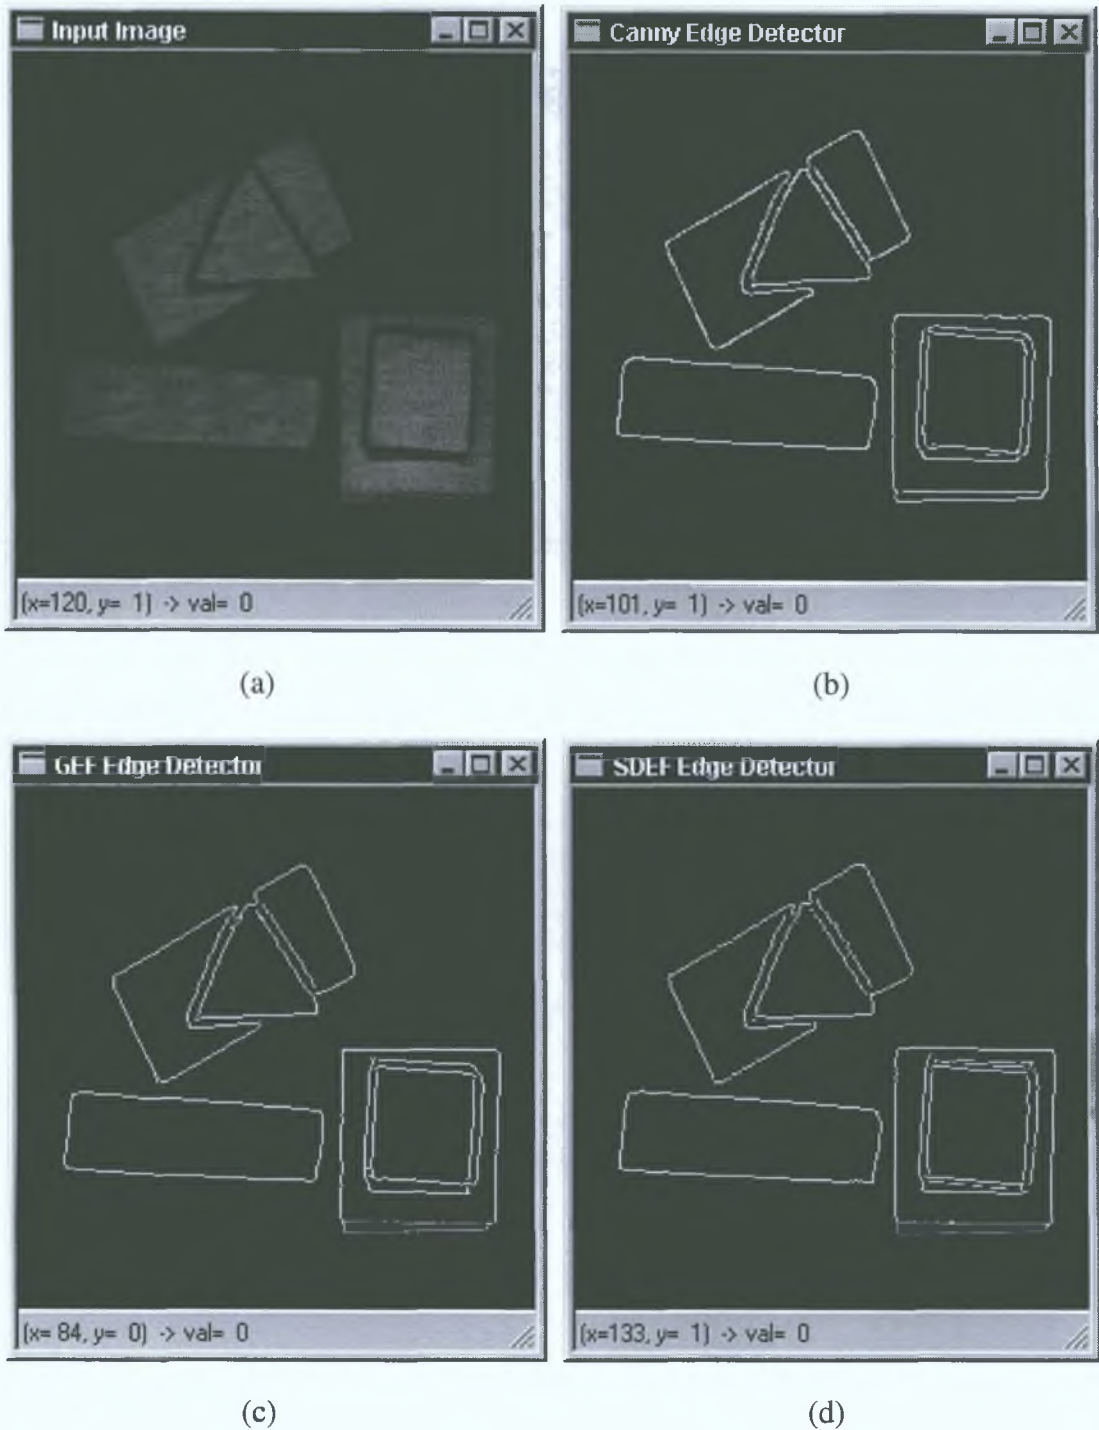 Input Image
Canny Edge Detector
(x=120, y= 1) -> val= 0
(x=101, y= 1) -> val= 0
(a)
(b)
GEF Edge Detector
SDEF Edge Detector
(x= 84, y= 0) -> val= 0
(x=133, y= 1) -> val= 0
(c)
(d)